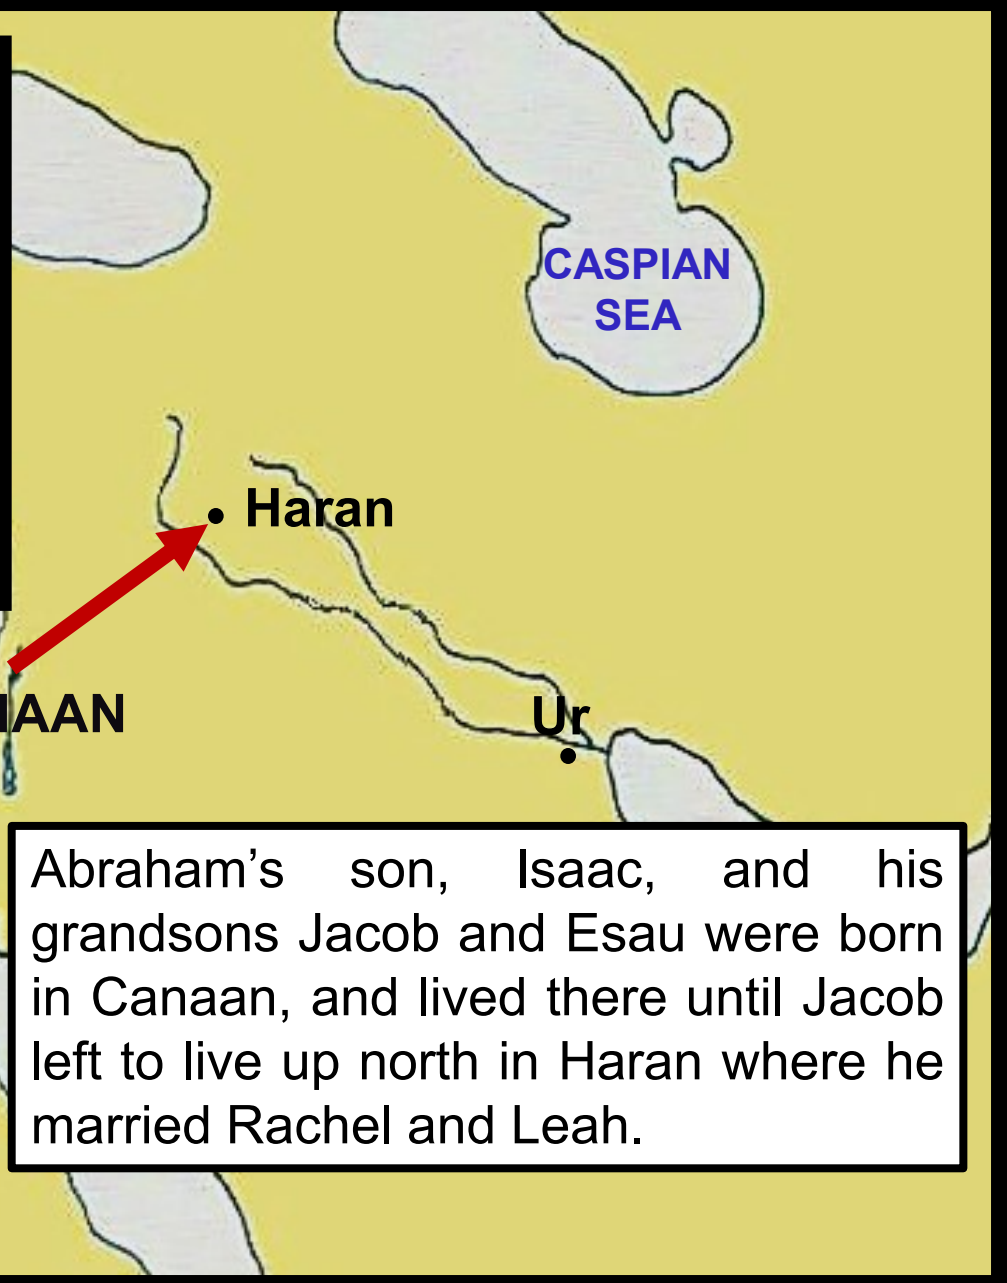 CASPIAN
SEA
Haran
Ur
Abraham’s son, Isaac, and his
grandsons Jacob and Esau were born
in Canaan, and lived there until Jacob
left to live up north in Haran where he
married Rachel and Leah.